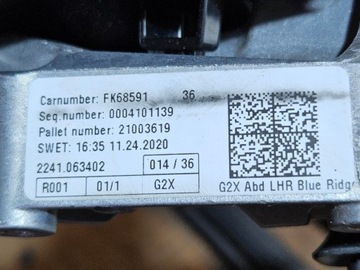 Carnumber: FK68591 36
Seq.number: 0004101139
Pallet number: 21003619
SWET: 16:35 11.24.2020
2241.063402 014 / 36
R001 01/1 G2X
G2X Abd LHR Blue Ridge